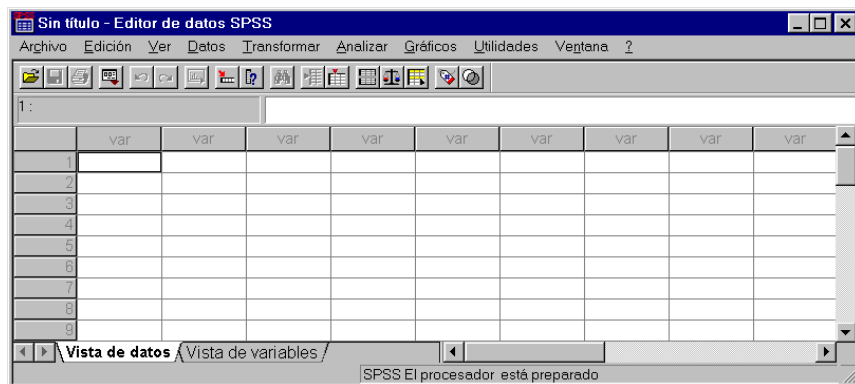 Sin título - Editor de datos SPSS
Archivo Edición Ver Datos Transformar Analizar Gráficos Utilidades Ventana ?
1 :
var var var var var var var var var
1
2
3
4
5
6
7
8
9
Vista de datos Vista de variables
SPSS El procesador está preparado